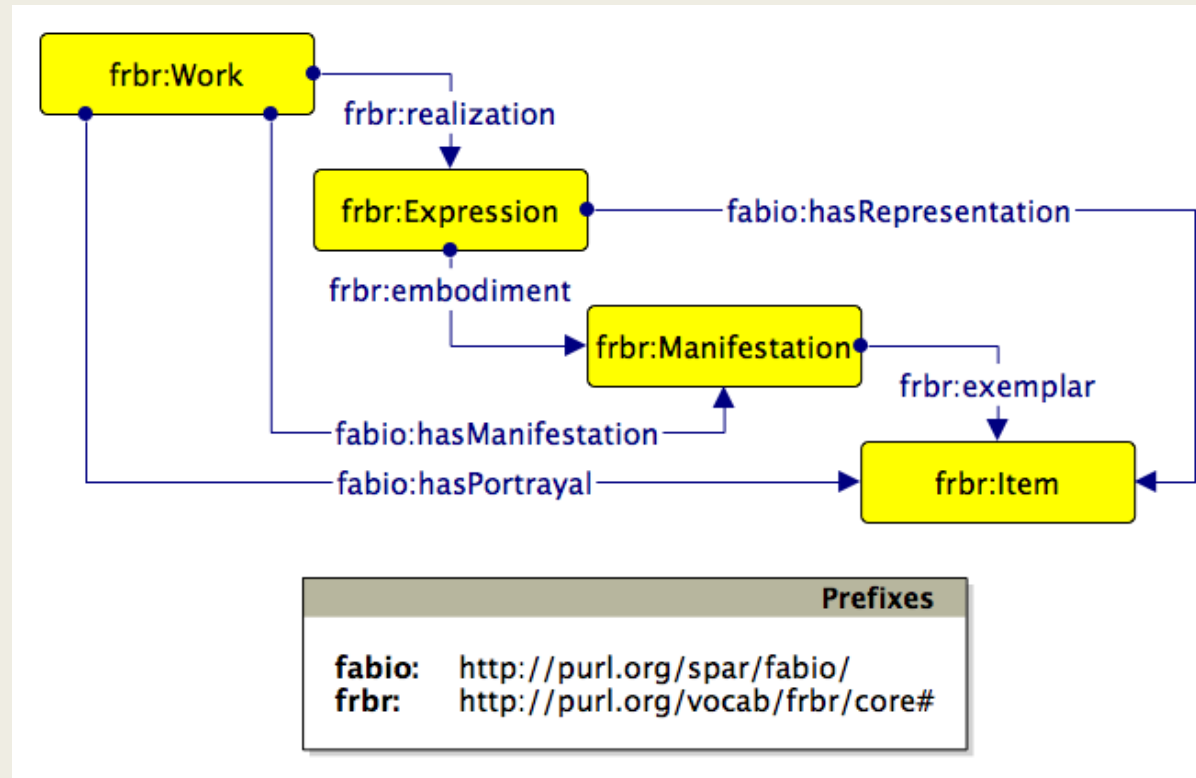 frbr:Work
frbr:realization
frbr:Expression
fabio:hasRepresentation
frbr:embodiment
frbr:Manifestation
frbr:exemplar
fabio:hasManifestation
fabio:hasPortrayal
frbr:Item
Prefixes
fabio: http://purl.org/spar/fabio/
frbr: http://purl.org/vocab/frbr/core#